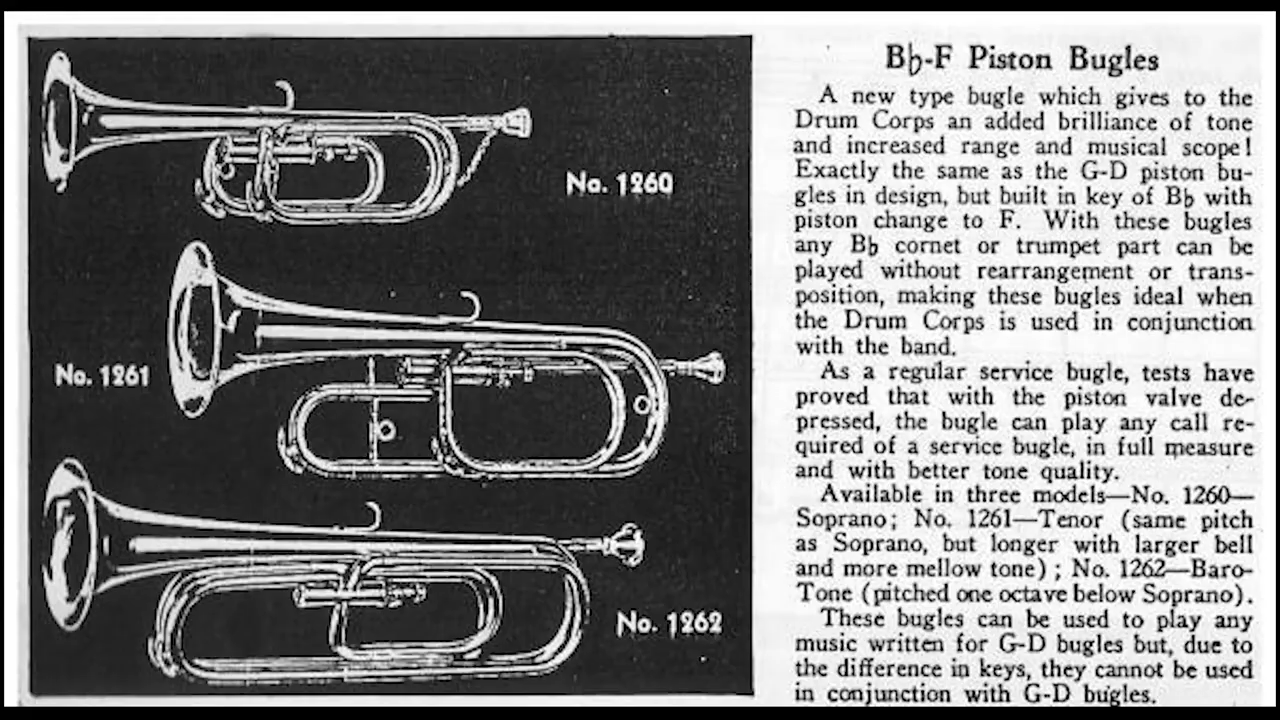 No. 1260
No. 1261
No. 1262
B♭-F Piston Bugles
A new type bugle which gives to the
Drum Corps an added brilliance of tone
and increased range and musical scope!
Exactly the same as the G-D piston bu-
gles in design, but built in key of B♭ with
piston change to F. With these bugles
any B♭ cornet or trumpet part can be
played without rearrangement or trans-
position, making these bugles ideal when
the Drum Corps is used in conjunction
with the band.
As a regular service bugle, tests have
proved that with the piston valve de-
pressed, the bugle can play any call re-
quired of a service bugle, in full measure
and with better tone quality.
Available in three models—No. 1260—
Soprano; No. 1261—Tenor (same pitch
as Soprano, but longer with larger bell
and more mellow tone) ; No. 1262—Baro-
Tone (pitched one octave below Soprano).
These bugles can be used to play any
music written for G-D bugles but, due to
the difference in keys, they cannot be used
in conjunction with G-D bugles.